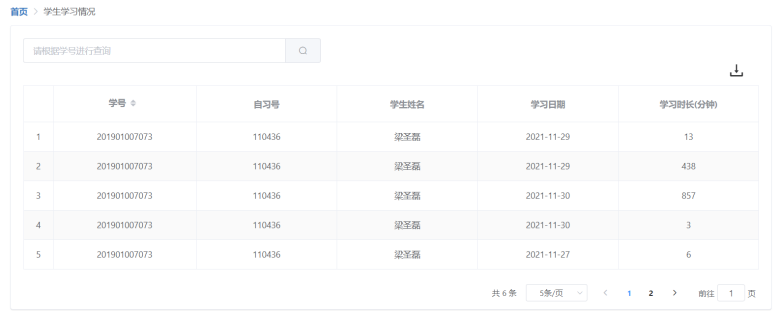 首页 > 学生学习情况
请根据学号进行查询
学号 自习号 学生姓名 学习日期 学习时长(分钟)
1 201901007073 110436 梁圣磊 2021-11-29 13
2 201901007073 110436 梁圣磊 2021-11-29 438
3 201901007073 110436 梁圣磊 2021-11-30 857
4 201901007073 110436 梁圣磊 2021-11-30 3
5 201901007073 110436 梁圣磊 2021-11-27 6
共 6 条 5条/页 < 1 2 > 前往 1 页